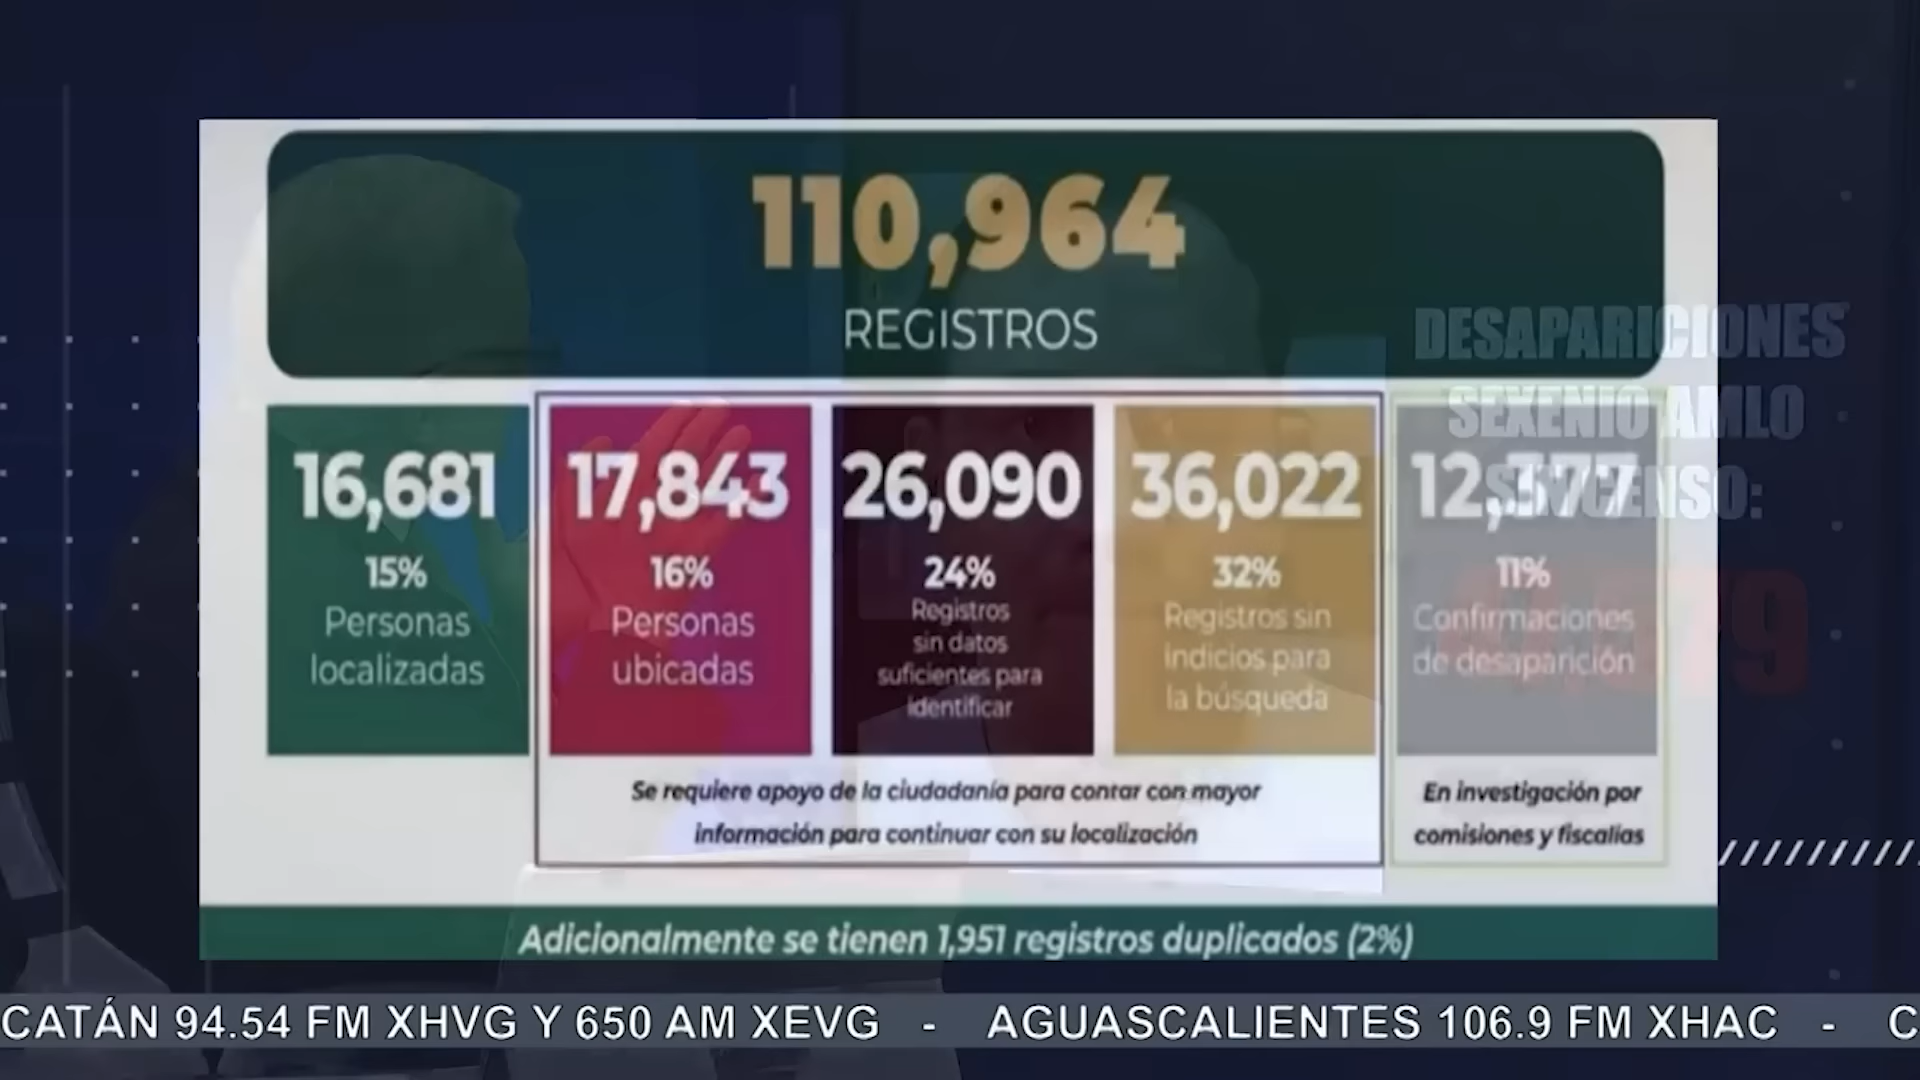 110,964
REGISTROS
DESAPARICIONES
SEXENIO AMLO
16,681
15%
Personas
localizadas
17,843
16%
Personas
ubicadas
26,090
24%
Registros
sin datos
suficientes para
identificar
36,022
32%
Registros sin
indicios para
la búsqueda
12,377
11%
Confirmaciones
de desaparición
Se requiere apoyo de la ciudadanía para contar con mayor
información para continuar con su localización
En investigación por
comisiones y fiscalías
Adicionalmente se tienen 1,951 registros duplicados (2%)
CATÁN 94.54 FM XHVG Y 650 AM XEVG - AGUASCALIENTES 106.9 FM XHAC - C